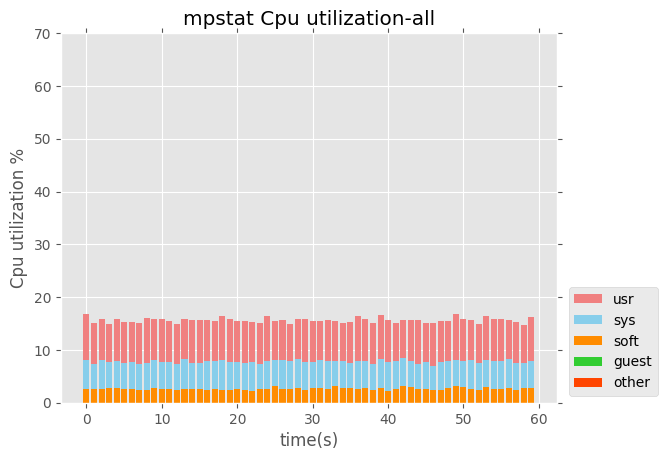 mpstat Cpu utilization-all
70
60
50
40
30
20
10
0
Cpu utilization %
0 10 20 30 40 50 60
time(s)
usr
sys
soft
guest
other